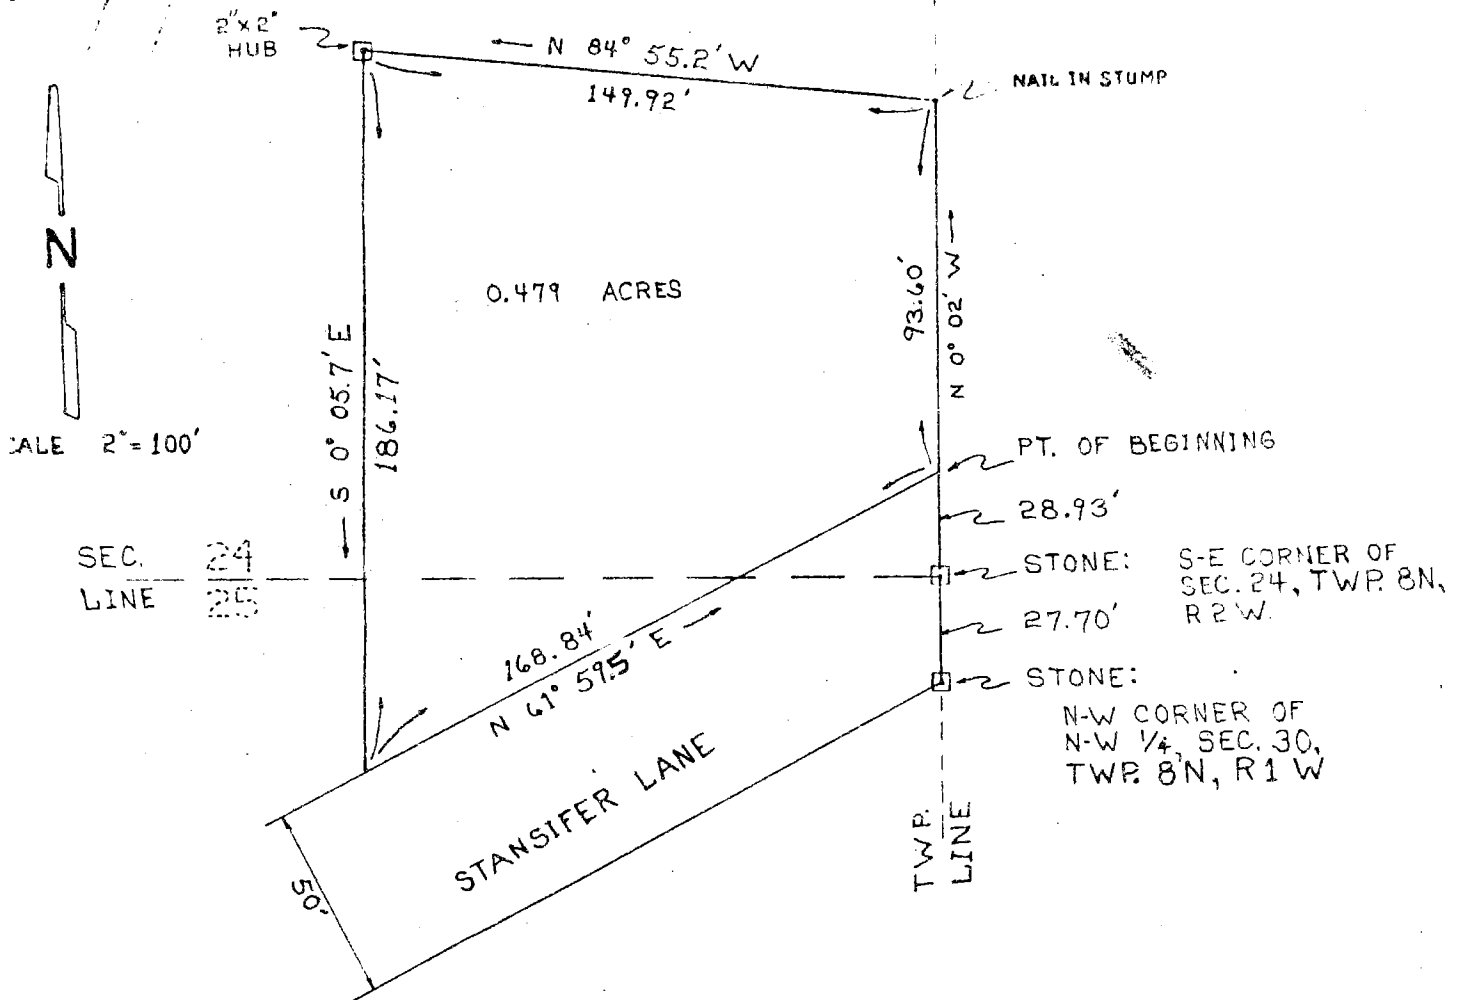 2"x2"
HUB
N 84° 55.2' W
149.92'
NAIL IN STUMP
N
0.479 ACRES
93.60'
N 0° 02' W
S 0° 05.7' E
186.17'
SCALE 2"=100'
PT. OF BEGINNING
28.93'
SEC. 24
LINE 25
STONE: S-E CORNER OF
SEC. 24, TWP. 8N,
R 2 W.
27.70'
168.84'
N 61° 59.5' E
STONE:
N-W CORNER OF
N-W 1/4, SEC. 30,
TWP. 8 N, R 1 W
STANSIFER LANE
50'
TWP.
LINE